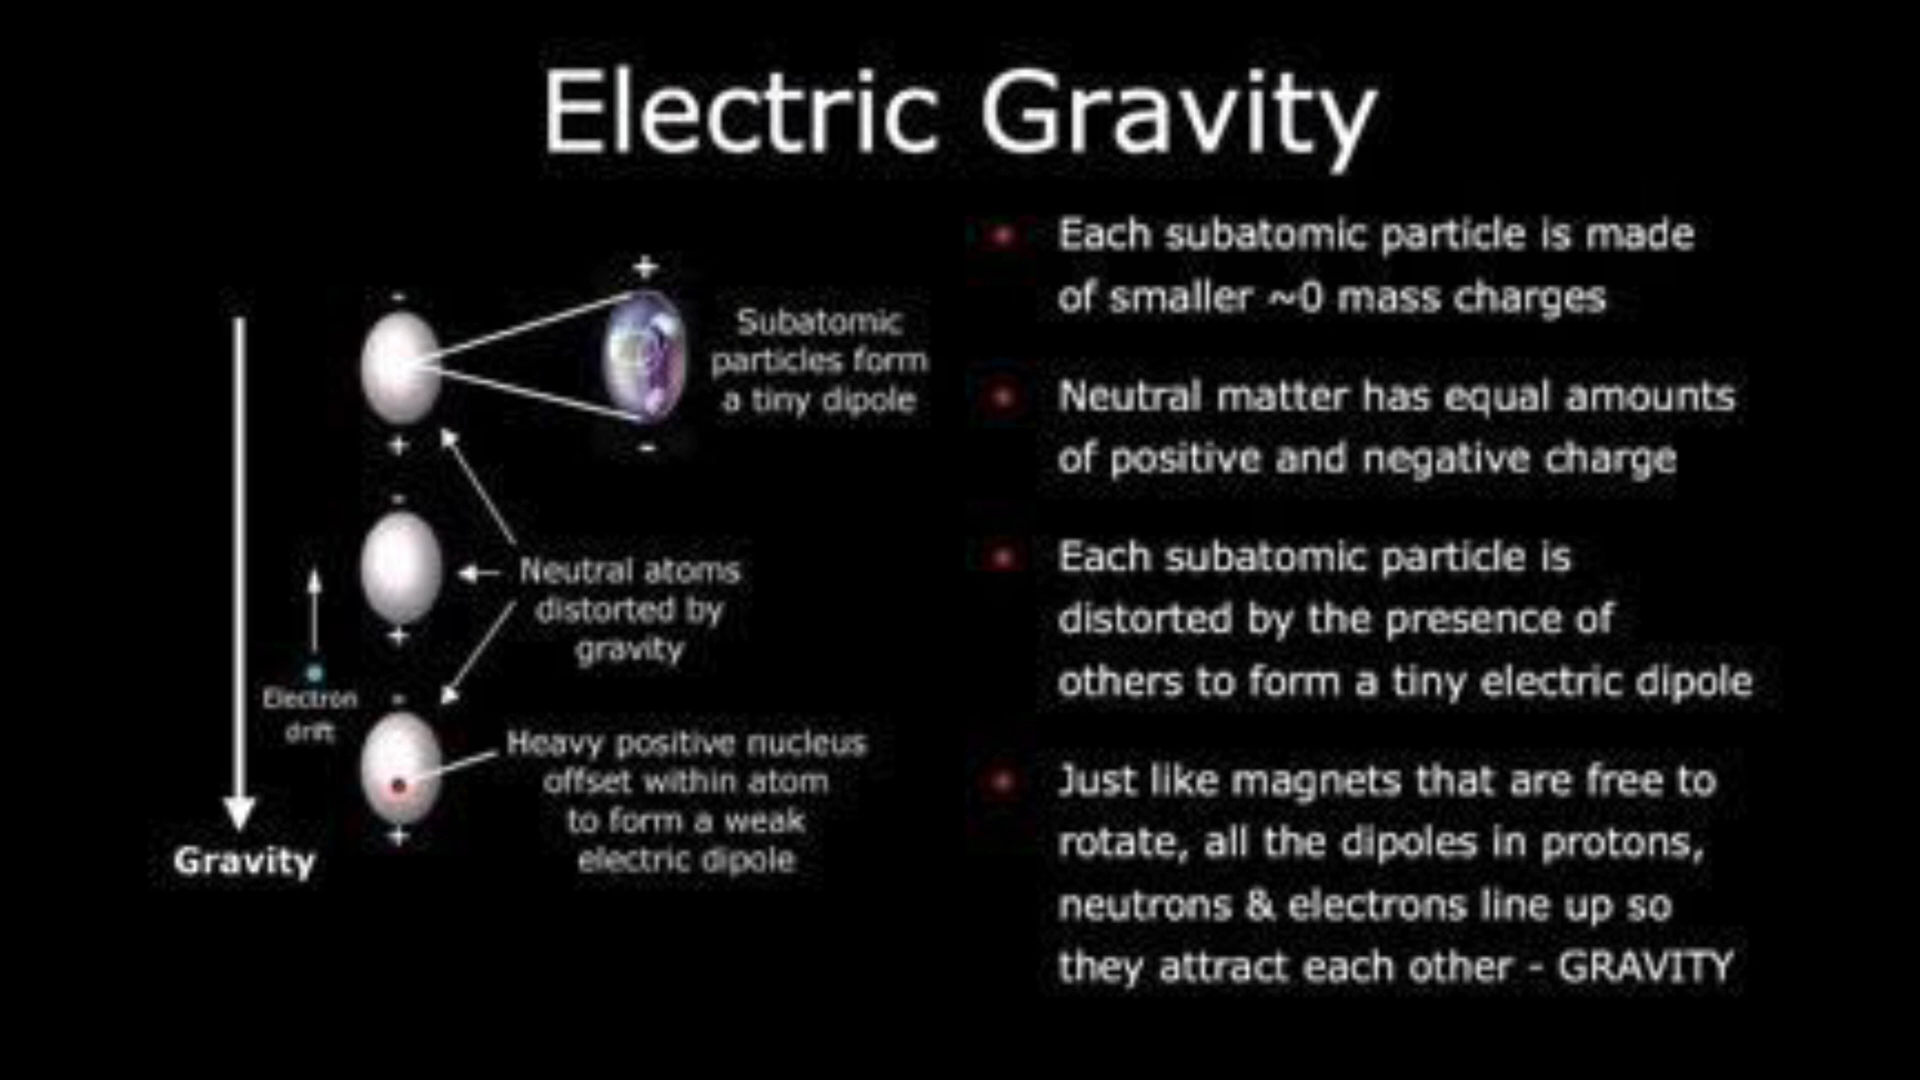 Electric Gravity
+
-
Subatomic
particles form
a tiny dipole
+
-
-
Neutral atoms
distorted by
gravity
+
Electron
drift
-
Heavy positive nucleus
offset within atom
to form a weak
electric dipole
+
Gravity
Each subatomic particle is made
of smaller ~0 mass charges
Neutral matter has equal amounts
of positive and negative charge
Each subatomic particle is
distorted by the presence of
others to form a tiny electric dipole
Just like magnets that are free to
rotate, all the dipoles in protons,
neutrons & electrons line up so
they attract each other - GRAVITY